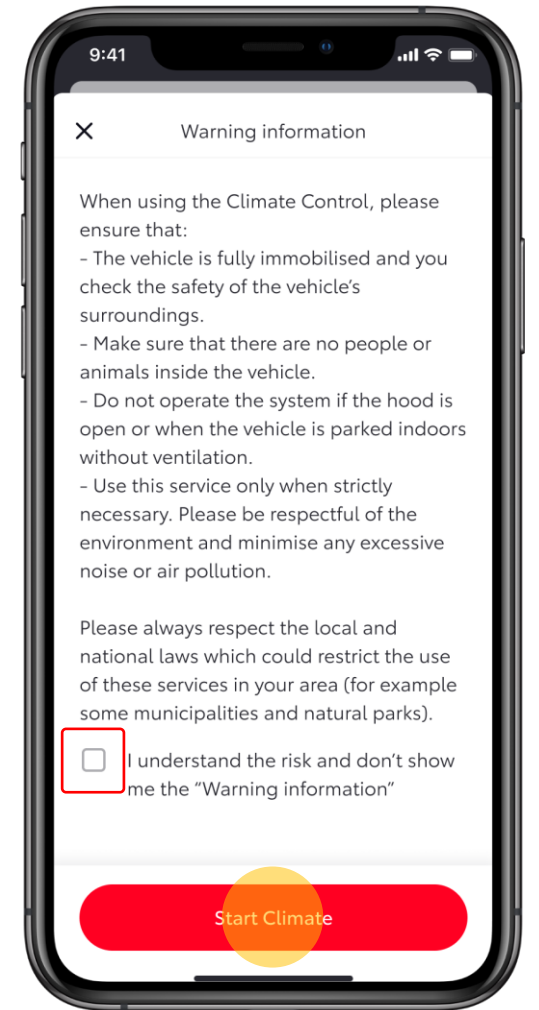 9:41
Warning information
When using the Climate Control, please
ensure that:
- The vehicle is fully immobilised and you
check the safety of the vehicle's
surroundings.
- Make sure that there are no people or
animals inside the vehicle.
- Do not operate the system if the hood is
open or when the vehicle is parked indoors
without ventilation.
- Use this service only when strictly
necessary. Please be respectful of the
environment and minimise any excessive
noise or air pollution.
Please always respect the local and
national laws which could restrict the use
of these services in your area (for example
some municipalities and natural parks).
I understand the risk and don't show
me the “Warning information”
Start Climate